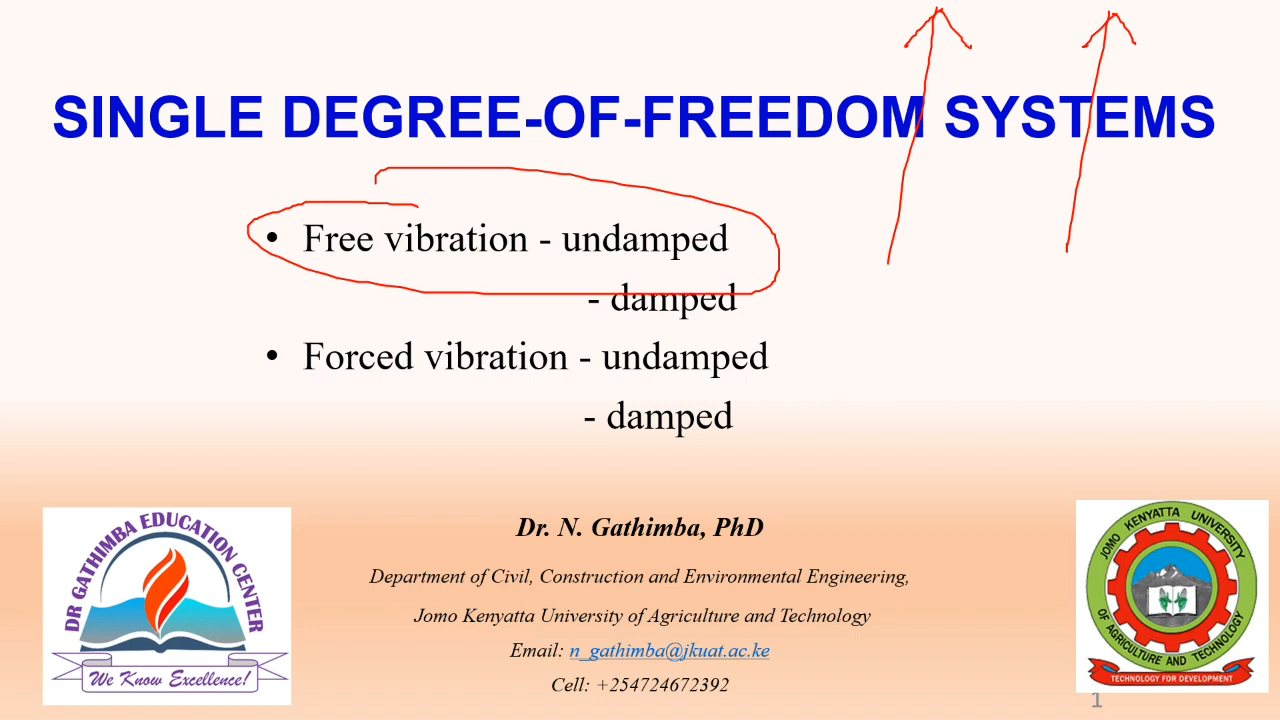 SINGLE DEGREE-OF-FREEDOM SYSTEMS
• Free vibration - undamped
- damped
• Forced vibration - undamped
- damped
DR GATHIMBA EDUCATION CENTER
We Know Excellence!
Dr. N. Gathimba, PhD
Department of Civil, Construction and Environmental Engineering,
Jomo Kenyatta University of Agriculture and Technology
Email: n_gathimba@jkuat.ac.ke
Cell: +254724672392
JOMO KENYATTA UNIVERSITY
OF AGRICULTURE AND TECHNOLOGY
TECHNOLOGY FOR DEVELOPMENT
1